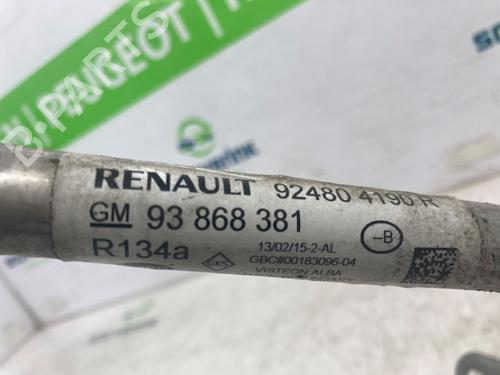 RENAULT 92480 4190 R
GM 93 868 381
R134a
13/02/15-2-AL
-B
GKS
GBC#00183096-04
VISTEON ALBA
B-PARTS